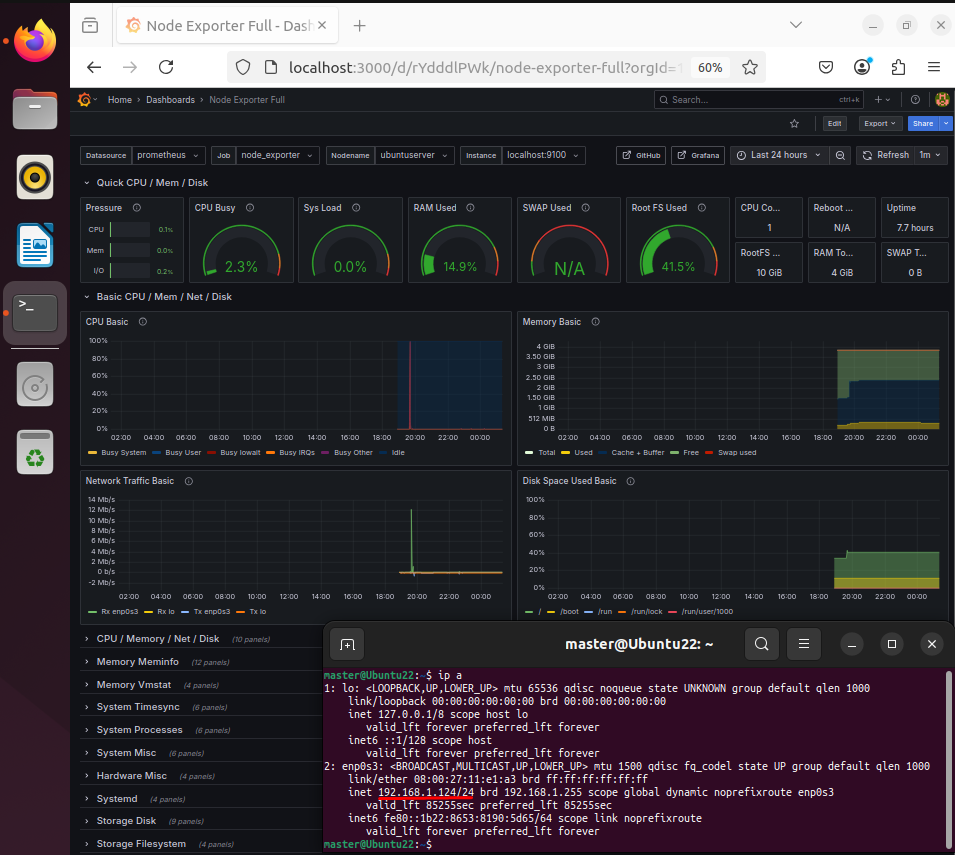 Node Exporter Full - Das
localhost:3000/d/rYdddlPWk/node-exporter-full?orgId=1
60%
Home › Dashboards › Node Exporter Full
Search...
ctrl+k
Edit
Export
Share
Datasource prometheus
Job node_exporter
Nodename ubuntuserver
Instance localhost:9100
GitHub
Grafana
Last 24 hours
Refresh 1m
Quick CPU / Mem / Disk
Pressure
CPU 0.1%
Mem 0.0%
I/O 0.2%
CPU Busy
2.3%
Sys Load
0.0%
RAM Used
14.9%
SWAP Used
N/A
Root FS Used
41.5%
CPU Co...
1
Reboot ...
N/A
Uptime
7.7 hours
RootFS ...
10 GiB
RAM To...
4 GiB
SWAP T...
0 B
Basic CPU / Mem / Net / Disk
CPU Basic
100%
80%
60%
40%
20%
0%
02:00 04:00 06:00 08:00 10:00 12:00 14:00 16:00 18:00 20:00 22:00 00:00
Busy System Busy User Busy Iowait Busy IRQs Busy Other Idle
Memory Basic
4 GiB
3.50 GiB
3 GiB
2.50 GiB
2 GiB
1.50 GiB
1 GiB
512 MiB
0 B
02:00 04:00 06:00 08:00 10:00 12:00 14:00 16:00 18:00 20:00 22:00 00:00
Total Used Cache + Buffer Free Swap used
Network Traffic Basic
14 Mb/s
12 Mb/s
10 Mb/s
8 Mb/s
6 Mb/s
4 Mb/s
2 Mb/s
0 b/s
-2 Mb/s
02:00 04:00 06:00 08:00 10:00 12:00 14:00 16:00 18:00 20:00 22:00 00:00
Rx enp0s3 Rx lo Tx enp0s3 Tx lo
Disk Space Used Basic
100%
80%
60%
40%
20%
0%
02:00 04:00 06:00 08:00 10:00 12:00 14:00 16:00 18:00 20:00 22:00 00:00
/ /boot /run /run/lock /run/user/1000
CPU / Memory / Net / Disk (10 panels)
Memory Meminfo (12 panels)
Memory Vmstat (4 panels)
System Timesync (6 panels)
System Processes (6 panels)
System Misc (6 panels)
Hardware Misc (4 panels)
Systemd (4 panels)
Storage Disk (9 panels)
Storage Filesystem (4 panels)
master@Ubuntu22: ~
master@Ubuntu22:~$ ip a
1: lo: <LOOPBACK,UP,LOWER_UP> mtu 65536 qdisc noqueue state UNKNOWN group default qlen 1000
link/loopback 00:00:00:00:00:00 brd 00:00:00:00:00:00
inet 127.0.0.1/8 scope host lo
valid_lft forever preferred_lft forever
inet6 ::1/128 scope host
valid_lft forever preferred_lft forever
2: enp0s3: <BROADCAST,MULTICAST,UP,LOWER_UP> mtu 1500 qdisc fq_codel state UP group default qlen 1000
link/ether 08:00:27:11:e1:a3 brd ff:ff:ff:ff:ff:ff
inet 192.168.1.124/24 brd 192.168.1.255 scope global dynamic noprefixroute enp0s3
valid_lft 85255sec preferred_lft 85255sec
inet6 fe80::1b22:8653:8190:5d65/64 scope link noprefixroute
valid_lft forever preferred_lft forever
master@Ubuntu22:~$